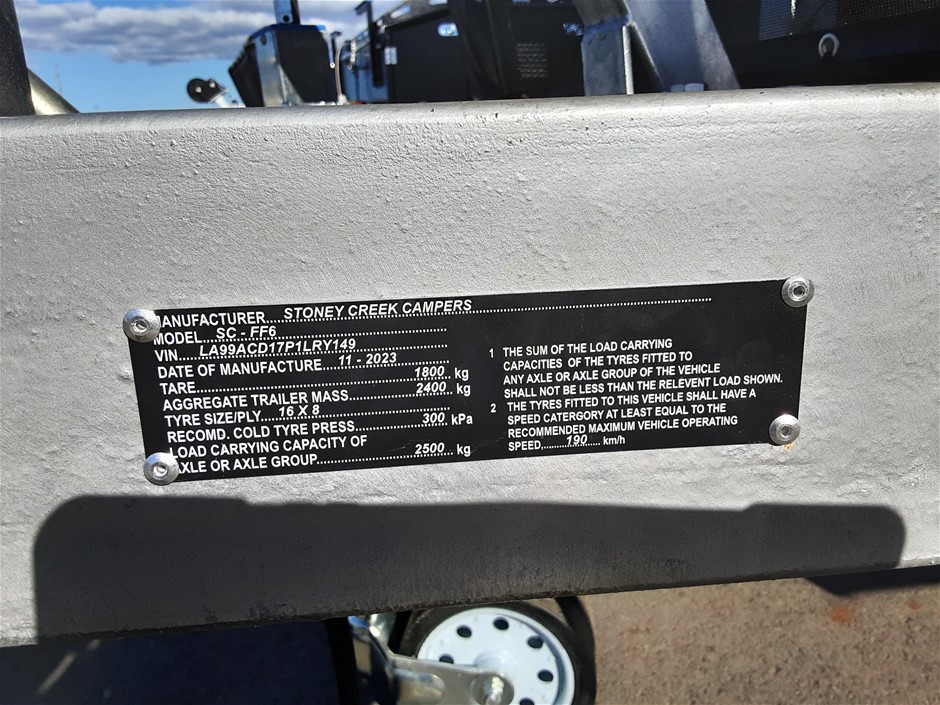 MANUFACTURER....STONEY CREEK CAMPERS
MODEL...SC - FF6
VIN....LA99ACD17P1LRY149
DATE OF MANUFACTURE....11 - 2023
TARE....1800 kg
AGGREGATE TRAILER MASS....2400 kg
TYRE SIZE/PLY....16 X 8
RECOMD. COLD TYRE PRESS....300 kPa
LOAD CARRYING CAPACITY OF
AXLE OR AXLE GROUP....2500 kg
1 THE SUM OF THE LOAD CARRYING
CAPACITIES OF THE TYRES FITTED TO
ANY AXLE OR AXLE GROUP OF THE VEHICLE
SHALL NOT BE LESS THAN THE RELEVENT LOAD SHOWN.
2 THE TYRES FITTED TO THIS VEHICLE SHALL HAVE A
SPEED CATERGORY AT LEAST EQUAL TO THE
RECOMMENDED MAXIMUM VEHICLE OPERATING
SPEED,....190.... km/h